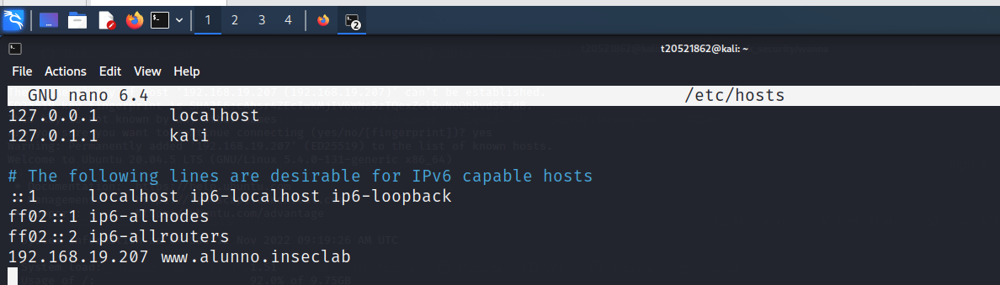 1 2 3 4 2
t20521862@kali: ~
File Actions Edit View Help
GNU nano 6.4 /etc/hosts
127.0.0.1 localhost
127.0.1.1 kali
# The following lines are desirable for IPv6 capable hosts
::1 localhost ip6-localhost ip6-loopback
ff02::1 ip6-allnodes
ff02::2 ip6-allrouters
192.168.19.207 www.alunno.inseclab